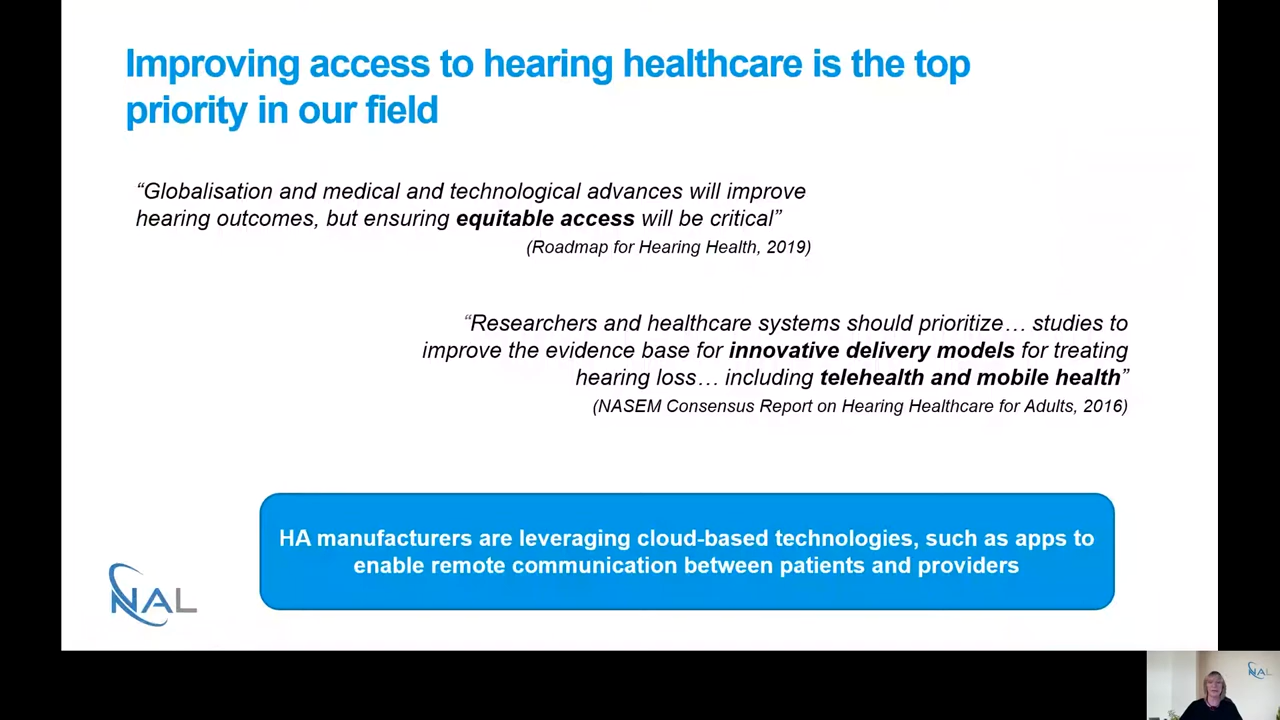 Improving access to hearing healthcare is the top
priority in our field
“Globalisation and medical and technological advances will improve
hearing outcomes, but ensuring equitable access will be critical”
(Roadmap for Hearing Health, 2019)
“Researchers and healthcare systems should prioritize… studies to
improve the evidence base for innovative delivery models for treating
hearing loss… including telehealth and mobile health”
(NASEM Consensus Report on Hearing Healthcare for Adults, 2016)
HA manufacturers are leveraging cloud-based technologies, such as apps to
enable remote communication between patients and providers
NAL
NAL